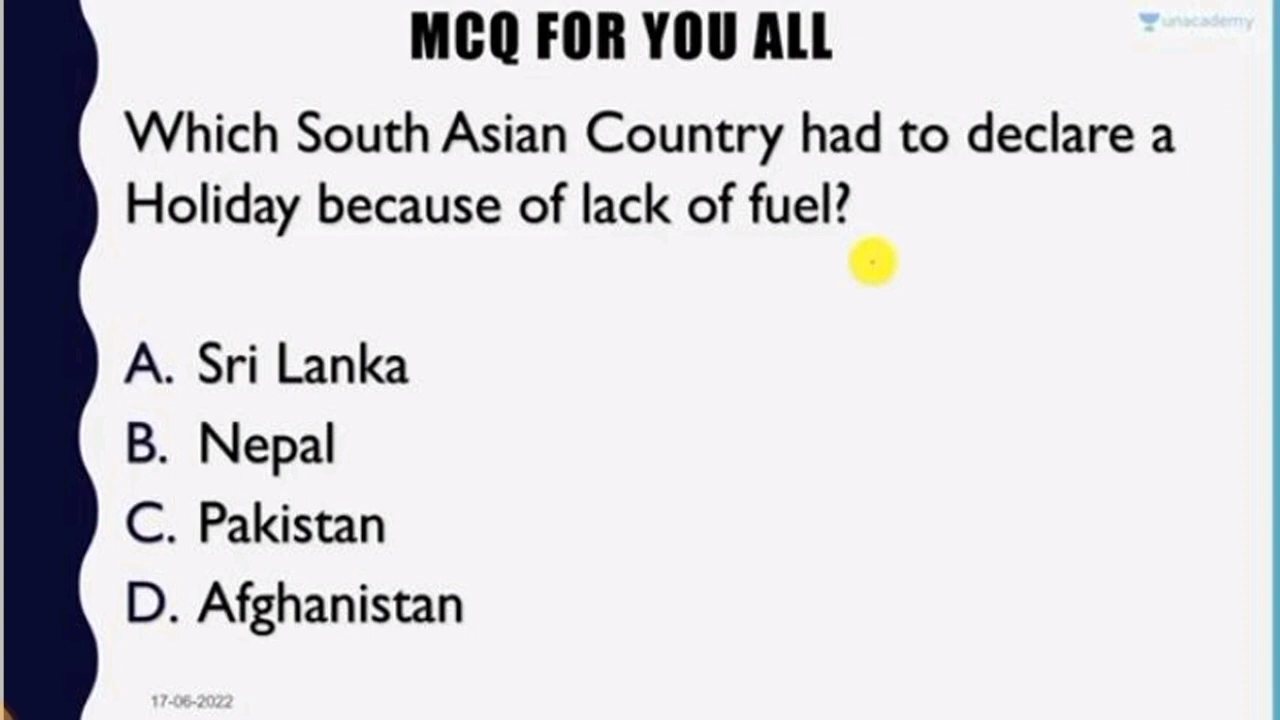 MCQ FOR YOU ALL
unacademy
Which South Asian Country had to declare a
Holiday because of lack of fuel?
A. Sri Lanka
B. Nepal
C. Pakistan
D. Afghanistan
17-06-2022